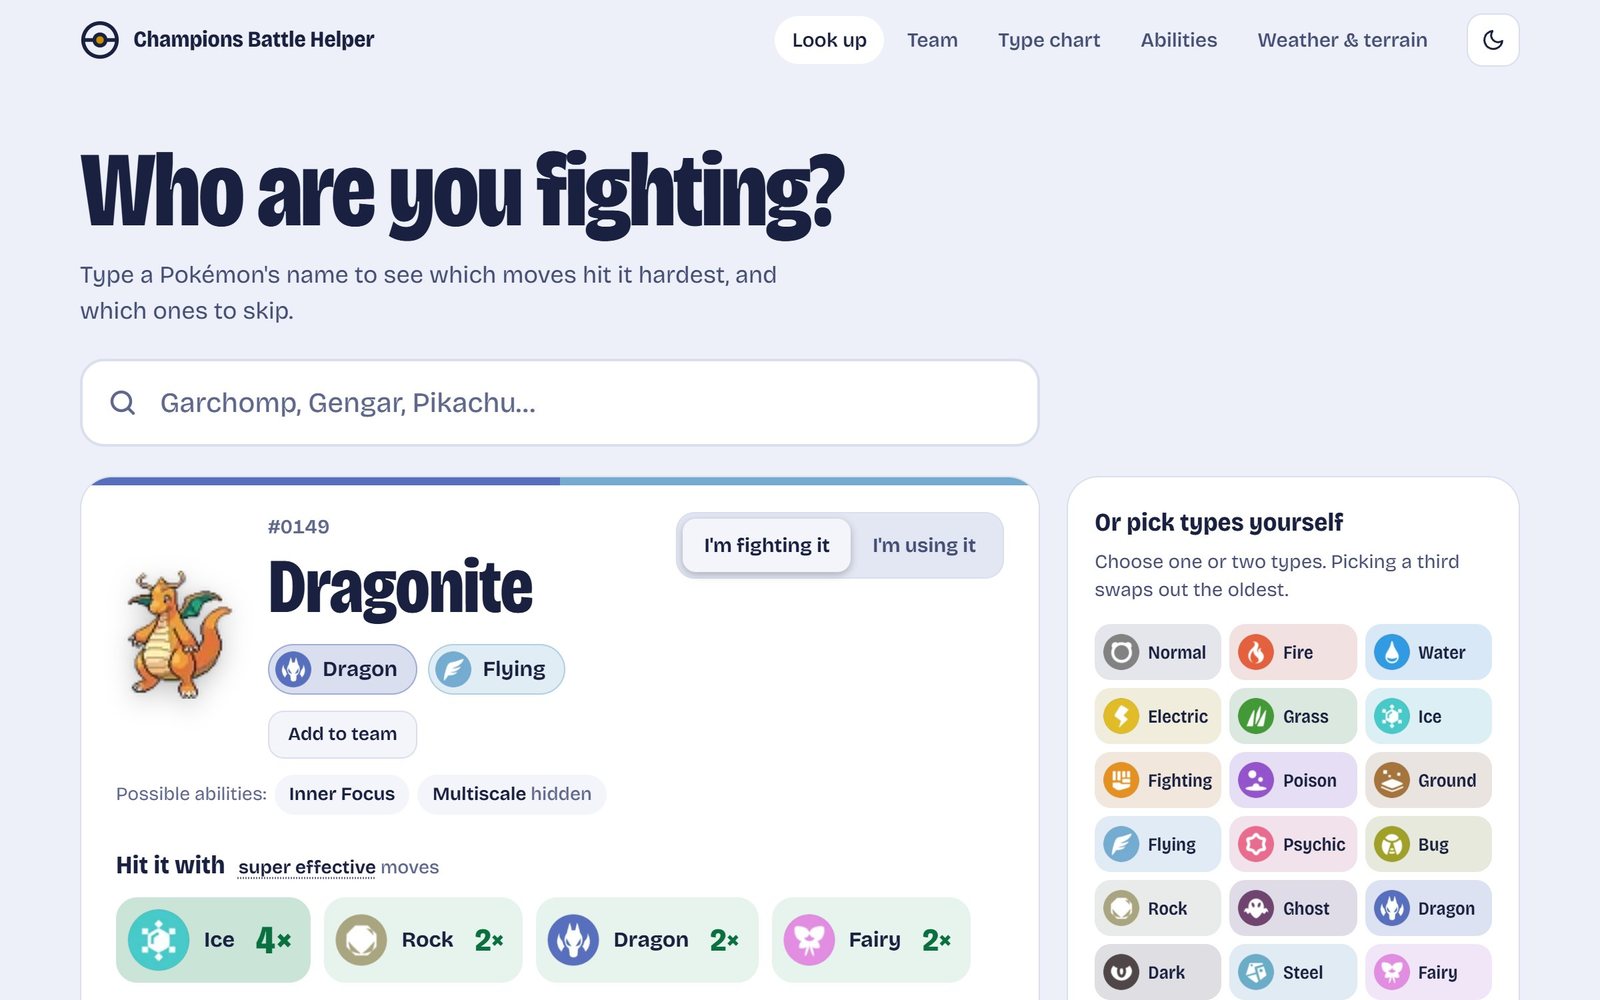 Champions Battle Helper
Look up
Team
Type chart
Abilities
Weather & terrain
Who are you fighting?
Type a Pokémon's name to see which moves hit it hardest, and
which ones to skip.
Garchomp, Gengar, Pikachu...
#0149
I'm fighting it
I'm using it
Dragonite
Dragon
Flying
Add to team
Possible abilities:
Inner Focus
Multiscale hidden
Hit it with super effective moves
Ice 4×
Rock 2×
Dragon 2×
Fairy 2×
Or pick types yourself
Choose one or two types. Picking a third
swaps out the oldest.
Normal
Fire
Water
Electric
Grass
Ice
Fighting
Poison
Ground
Flying
Psychic
Bug
Rock
Ghost
Dragon
Dark
Steel
Fairy